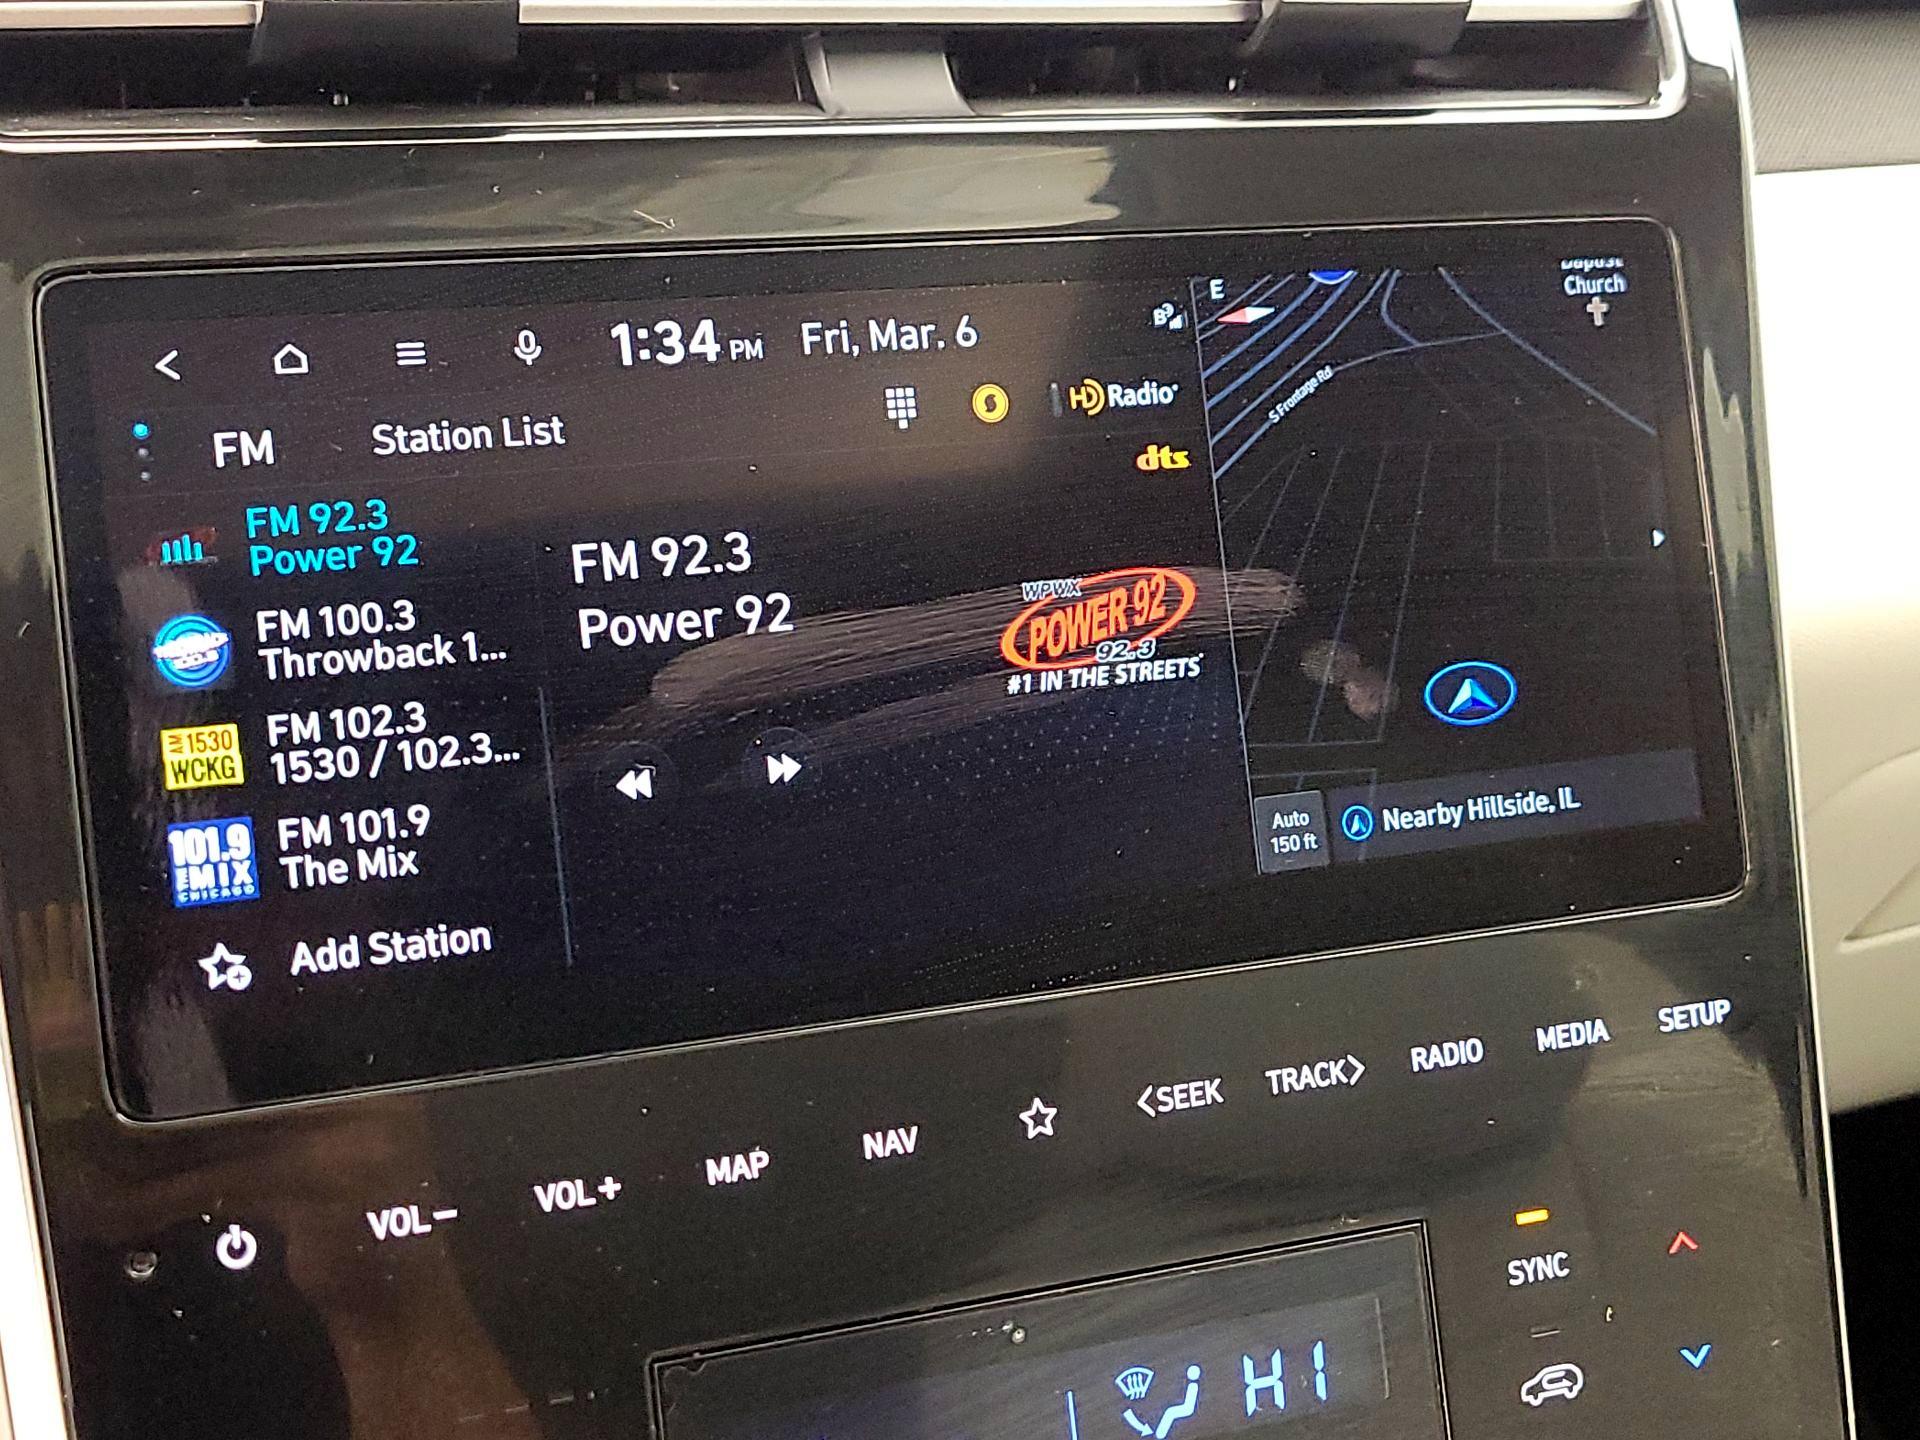 1:34 PM Fri, Mar. 6
FM Station List
HD Radio
dts
FM 92.3
Power 92
FM 100.3
Throwback 1...
AM 1530
WCKG
FM 102.3
1530 / 102.3...
101.9
THE MIX
CHICAGO
FM 101.9
The Mix
Add Station
FM 92.3
Power 92
WPWX
POWER 92
92.3
#1 IN THE STREETS
E
S Frontage Rd
Church
Auto
150 ft
Nearby Hillside, IL
VOL− VOL+ MAP NAV <SEEK TRACK> RADIO MEDIA SETUP
SYNC
HI